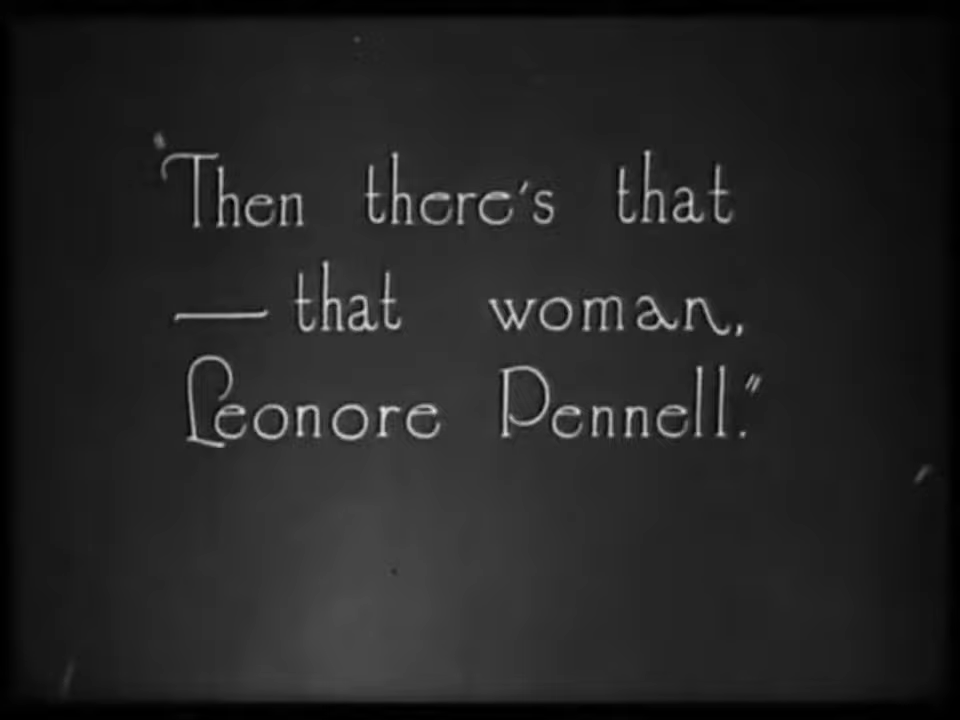 "Then there's that
— that woman,
Leonore Pennell."